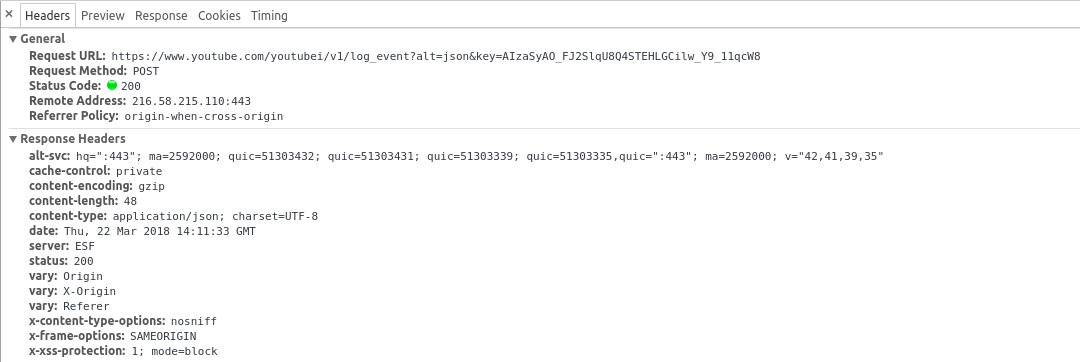 × Headers Preview Response Cookies Timing
▼ General
Request URL: https://www.youtube.com/youtubei/v1/log_event?alt=json&key=AIzaSyAO_FJ2SlqU8Q4STEHLGCilw_Y9_11qcW8
Request Method: POST
Status Code: 200
Remote Address: 216.58.215.110:443
Referrer Policy: origin-when-cross-origin
▼ Response Headers
alt-svc: hq=":443"; ma=2592000; quic=51303432; quic=51303431; quic=51303339; quic=51303335,quic=":443"; ma=2592000; v="42,41,39,35"
cache-control: private
content-encoding: gzip
content-length: 48
content-type: application/json; charset=UTF-8
date: Thu, 22 Mar 2018 14:11:33 GMT
server: ESF
status: 200
vary: Origin
vary: X-Origin
vary: Referer
x-content-type-options: nosniff
x-frame-options: SAMEORIGIN
x-xss-protection: 1; mode=block